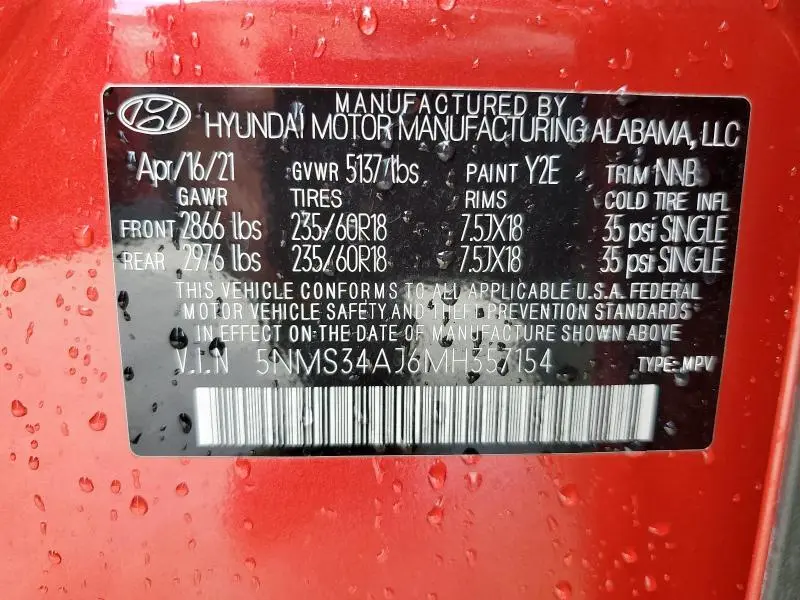 MANUFACTURED BY
HYUNDAI MOTOR MANUFACTURING ALABAMA, LLC
Apr/16/21 GVWR 5137 lbs PAINT Y2E TRIM NNB
GAWR TIRES RIMS COLD TIRE INFL
FRONT 2866 lbs 235/60R18 7.5JX18 35 psi SINGLE
REAR 2976 lbs 235/60R18 7.5JX18 35 psi SINGLE
THIS VEHICLE CONFORMS TO ALL APPLICABLE U.S.A. FEDERAL
MOTOR VEHICLE SAFETY AND THEFT PREVENTION STANDARDS
IN EFFECT ON THE DATE OF MANUFACTURE SHOWN ABOVE
V.I.N 5NMS34AJ6MH357154 TYPE: MPV